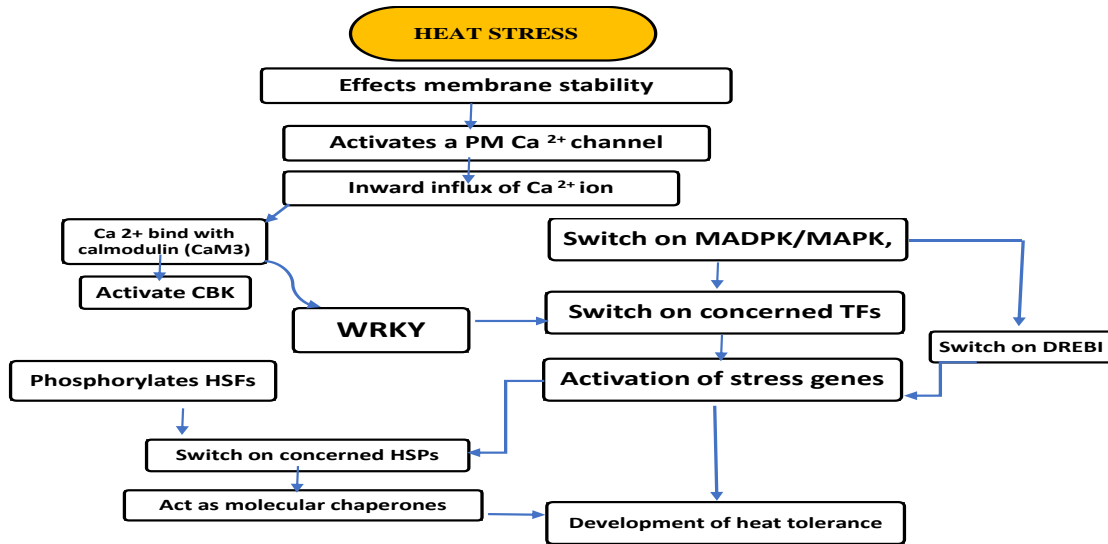 HEAT STRESS
Effects membrane stability
Activates a PM Ca 2+ channel
Inward influx of Ca 2+ ion
Ca 2+ bind with
calmodulin (CaM3)
Switch on MADPK/MAPK,
Activate CBK
WRKY
Switch on concerned TFs
Switch on DREBI
Phosphorylates HSFs
Activation of stress genes
Switch on concerned HSPs
Act as molecular chaperones
Development of heat tolerance